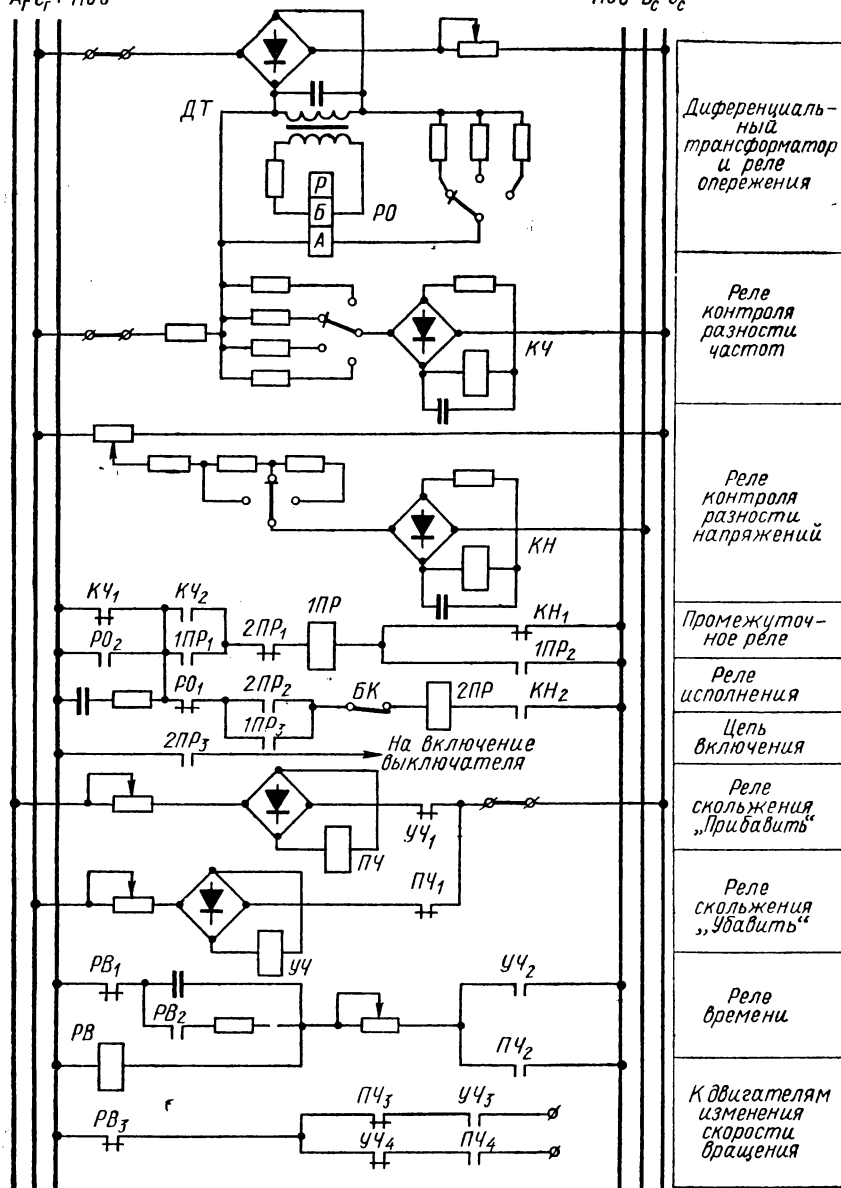 ДТ
Р
Б
А
РО
КЧ
КН
КЧ₁
КЧ₂
1ПР
КН₁
РО₂
1ПР₁
2ПР₁
1ПР₂
РО₁
2ПР₂
БК
2ПР
КН₂
1ПР₃
2ПР₃
На включение
выключателя
УЧ₁
ПЧ
ПЧ₁
УЧ
РВ₁
УЧ₂
РВ₂
РВ
ПЧ₂
ПЧ₃
УЧ₃
РВ₃
УЧ₄
ПЧ₄
Диференциаль-
ный
трансформатор
и реле
опережения
Реле
контроля
разности
частот
Реле
контроля
разности
напряжений
Промежуточ-
ное реле
Реле
исполнения
Цепь
включения
Реле
скольжения
„Прибавить“
Реле
скольжения
„Убавить“
Реле
времени
К двигателям
изменения
скорости
вращения